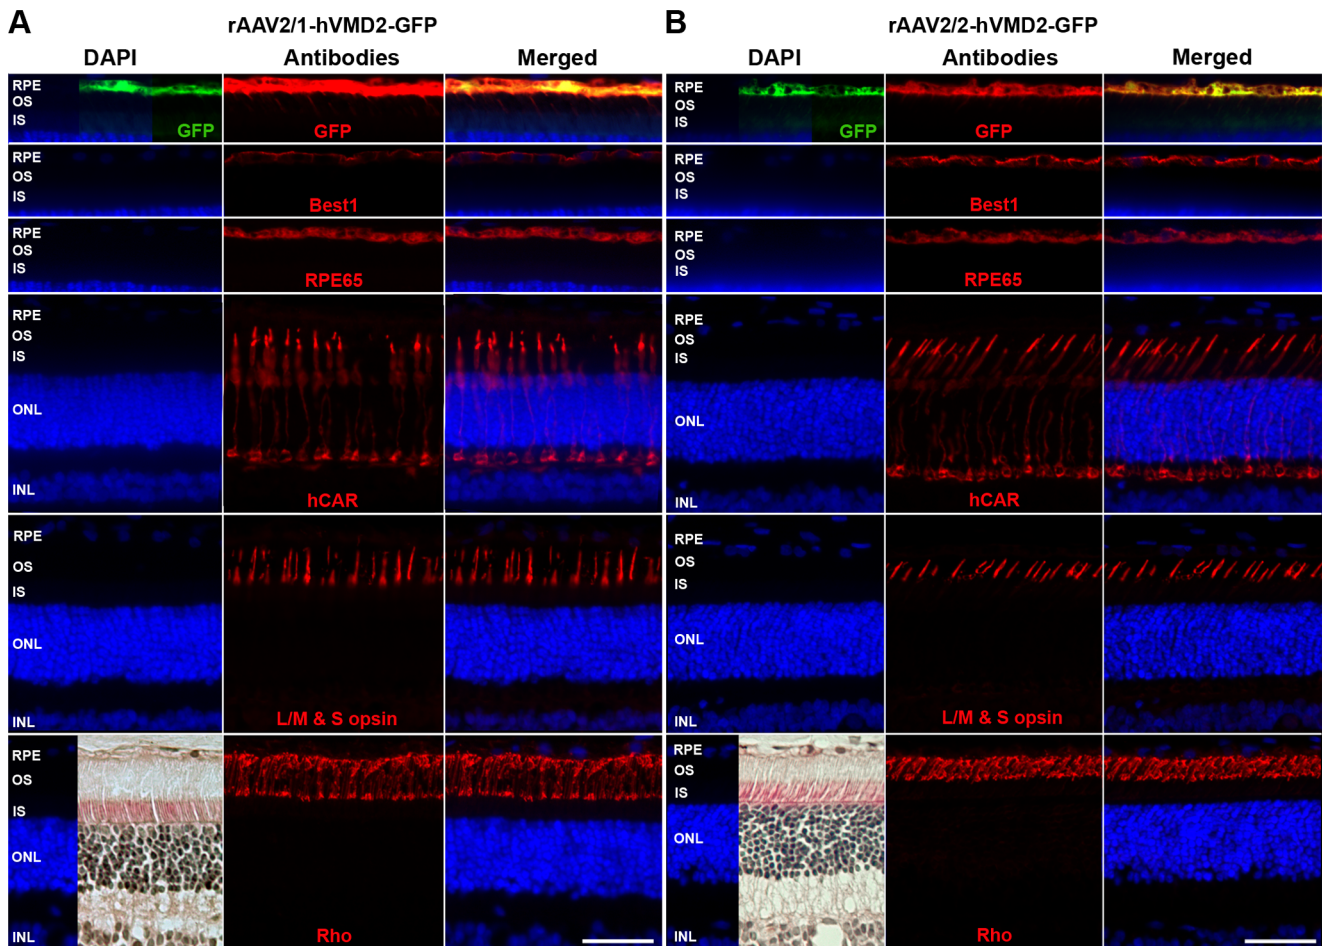 A
rAAV2/1-hVMD2-GFP
DAPI Antibodies Merged
RPE
OS
IS
GFP
GFP
RPE
OS
IS
Best1
RPE
OS
IS
RPE65
RPE
OS
IS
ONL
INL
hCAR
RPE
OS
IS
ONL
INL
L/M & S opsin
RPE
OS
IS
ONL
INL
Rho
B
rAAV2/2-hVMD2-GFP
DAPI Antibodies Merged
RPE
OS
IS
GFP
GFP
RPE
OS
IS
Best1
RPE
OS
IS
RPE65
RPE
OS
IS
ONL
INL
hCAR
RPE
OS
IS
ONL
INL
L/M & S opsin
RPE
OS
IS
ONL
INL
Rho